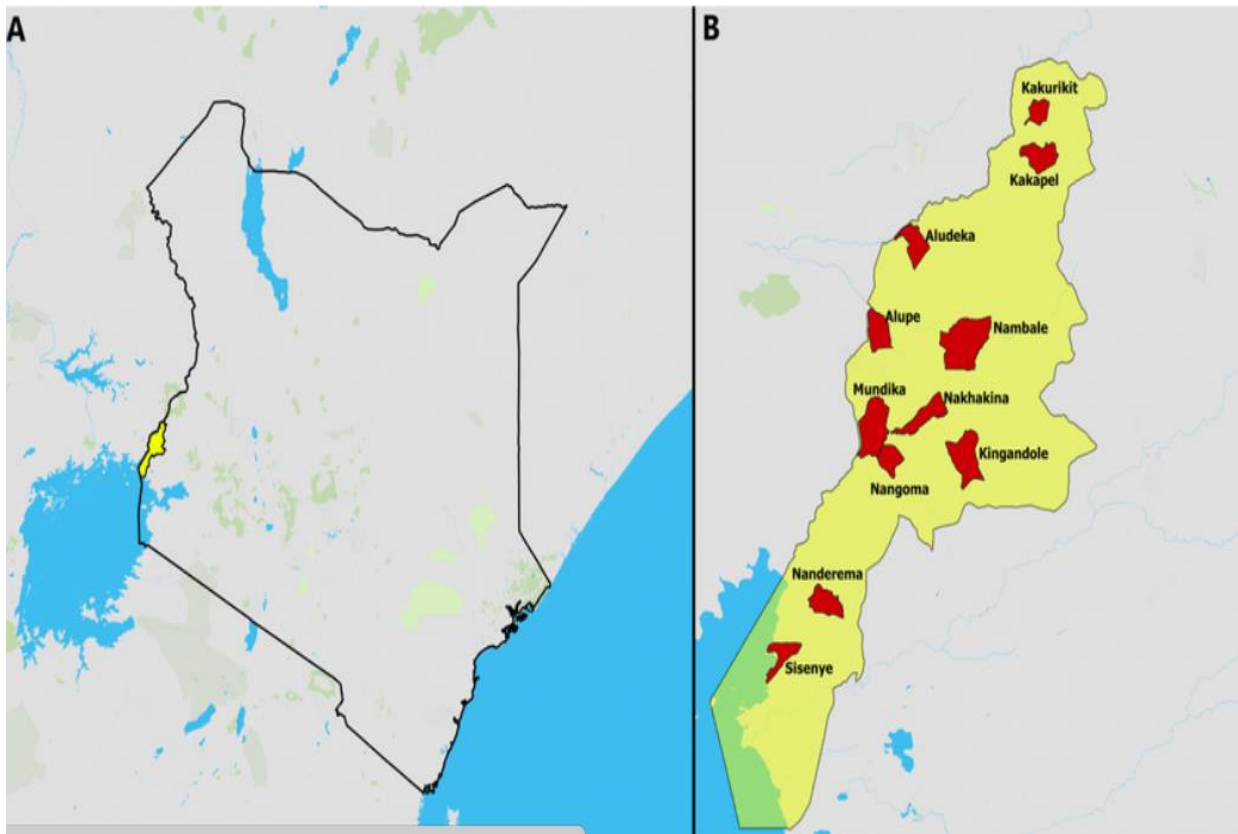 A
B
Kakurikit
Kakapel
Aludeka
Alupe
Nambale
Mundika
Nakhakina
Kingandole
Nangoma
Nanderema
Sisenye